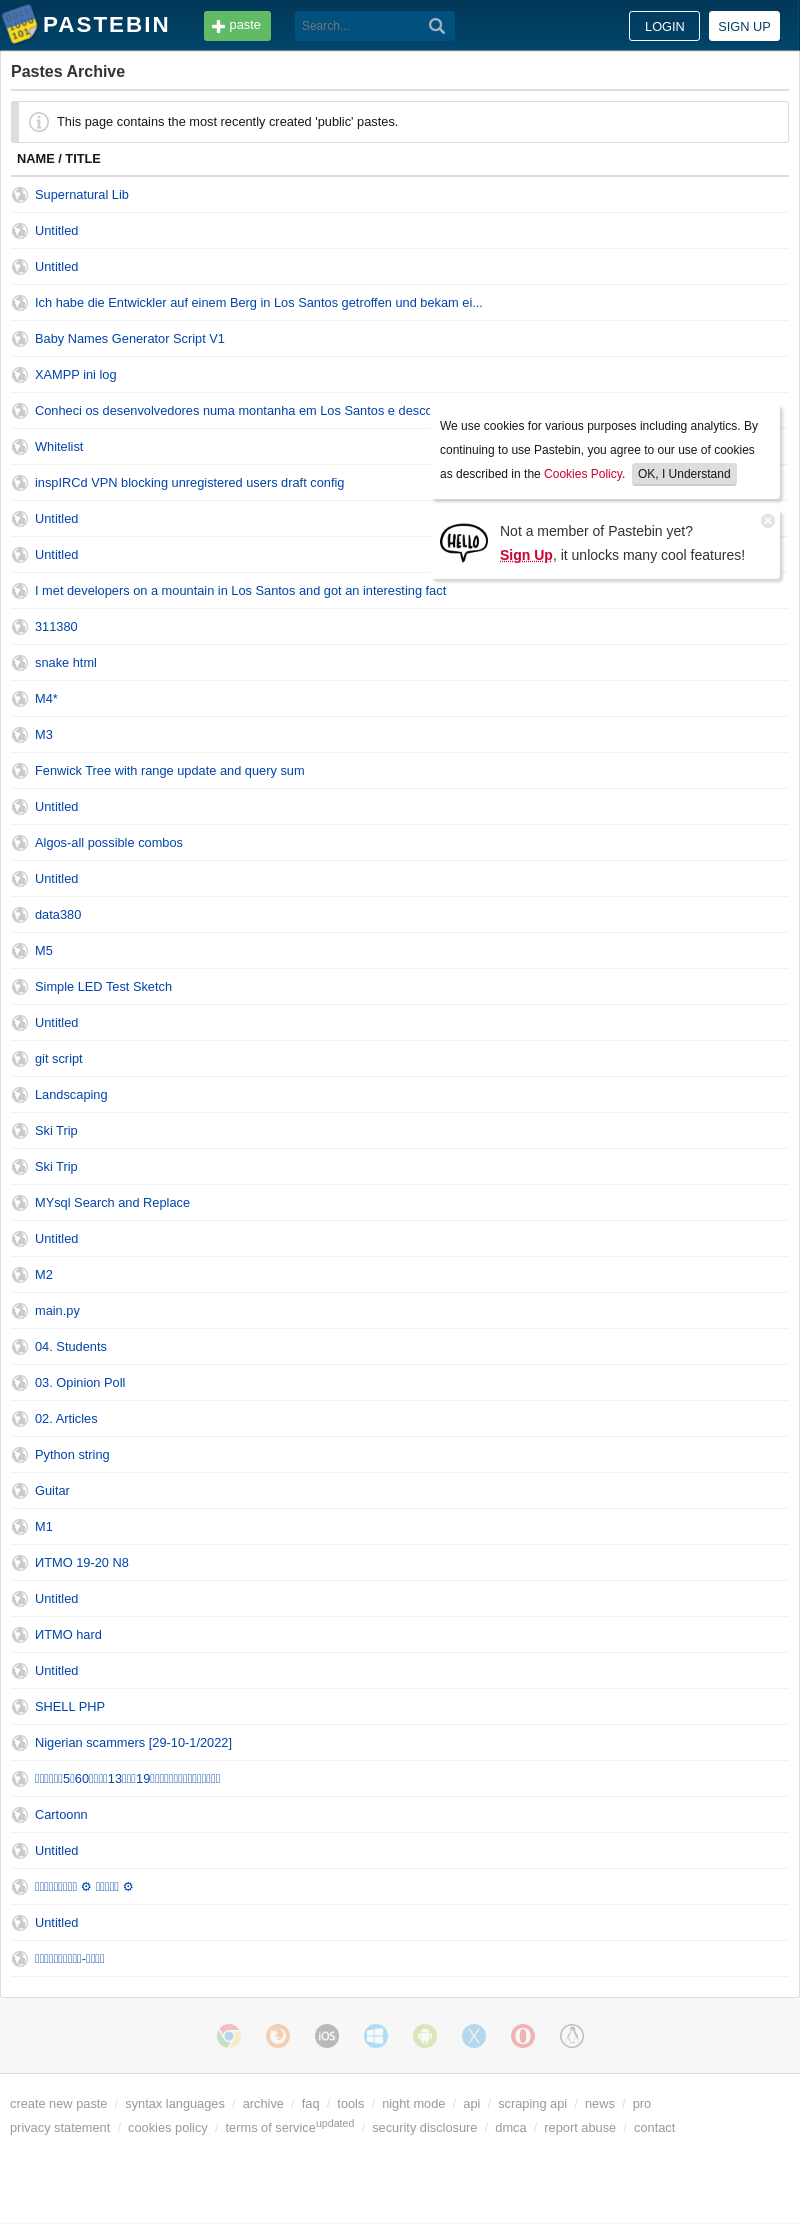 PASTEBIN
paste
Search...
LOGIN
SIGN UP
Pastes Archive
This page contains the most recently created 'public' pastes.
NAME / TITLE
Supernatural Lib
Untitled
Untitled
Ich habe die Entwickler auf einem Berg in Los Santos getroffen und bekam ei...
Baby Names Generator Script V1
XAMPP ini log
Conheci os desenvolvedores numa montanha em Los Santos e
We use cookies for various purposes including analytics. By
continuing to use Pastebin, you agree to our use of cookies
as described in the Cookies Policy. OK, I Understand
Whitelist
inspIRCd VPN blocking unregistered users draft config
Untitled
HELLO
Not a member of Pastebin yet?
Sign Up, it unlocks many cool features!
Untitled
I met developers on a mountain in Los Santos and got an interesting fact
311380
snake html
M4*
M3
Fenwick Tree with range update and query sum
Untitled
Algos-all possible combos
Untitled
data380
M5
Simple LED Test Sketch
Untitled
git script
Landscaping
Ski Trip
Ski Trip
MYsql Search and Replace
Untitled
M2
main.py
04. Students
03. Opinion Poll
02. Articles
Python string
Guitar
M1
ИТМО 19-20 N8
Untitled
ИТМО hard
Untitled
SHELL PHP
Nigerian scammers [29-10-1/2022]
5 60 13 19
Cartoonn
Untitled
⚙ ⚙
Untitled
iOS
create new paste / syntax languages / archive / faq / tools / night mode / api / scraping api / news / pro
privacy statement / cookies policy / terms of service updated / security disclosure / dmca / report abuse / contact